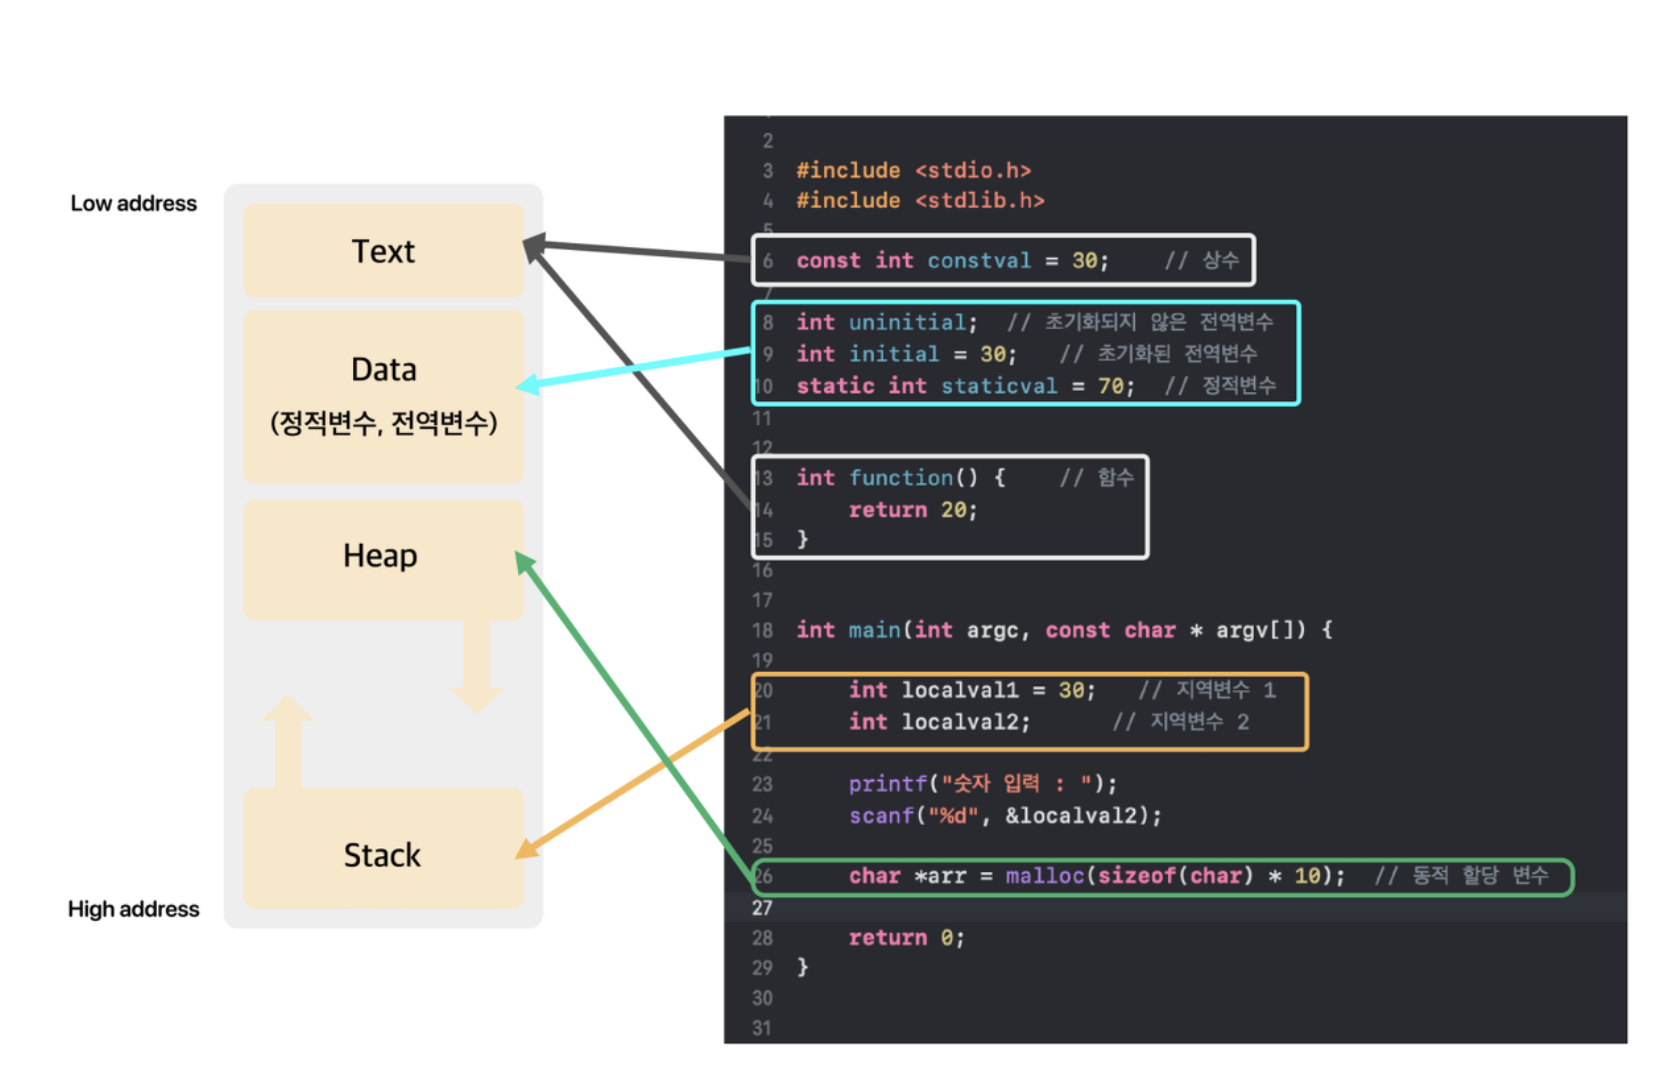 Low address
Text
Data
(정적변수, 전역변수)
Heap
Stack
High address
2
3 #include <stdio.h>
4 #include <stdlib.h>
5
6 const int constval = 30; // 상수
7
8 int uninitial; // 초기화되지 않은 전역변수
9 int initial = 30; // 초기화된 전역변수
10 static int staticval = 70; // 정적변수
11
12
13 int function() { // 함수
14 return 20;
15 }
16
17
18 int main(int argc, const char * argv[]) {
19
20 int localval1 = 30; // 지역변수 1
21 int localval2; // 지역변수 2
22
23 printf("숫자 입력 : ");
24 scanf("%d", &localval2);
25
26 char *arr = malloc(sizeof(char) * 10); // 동적 할당 변수
27
28 return 0;
29 }
30
31